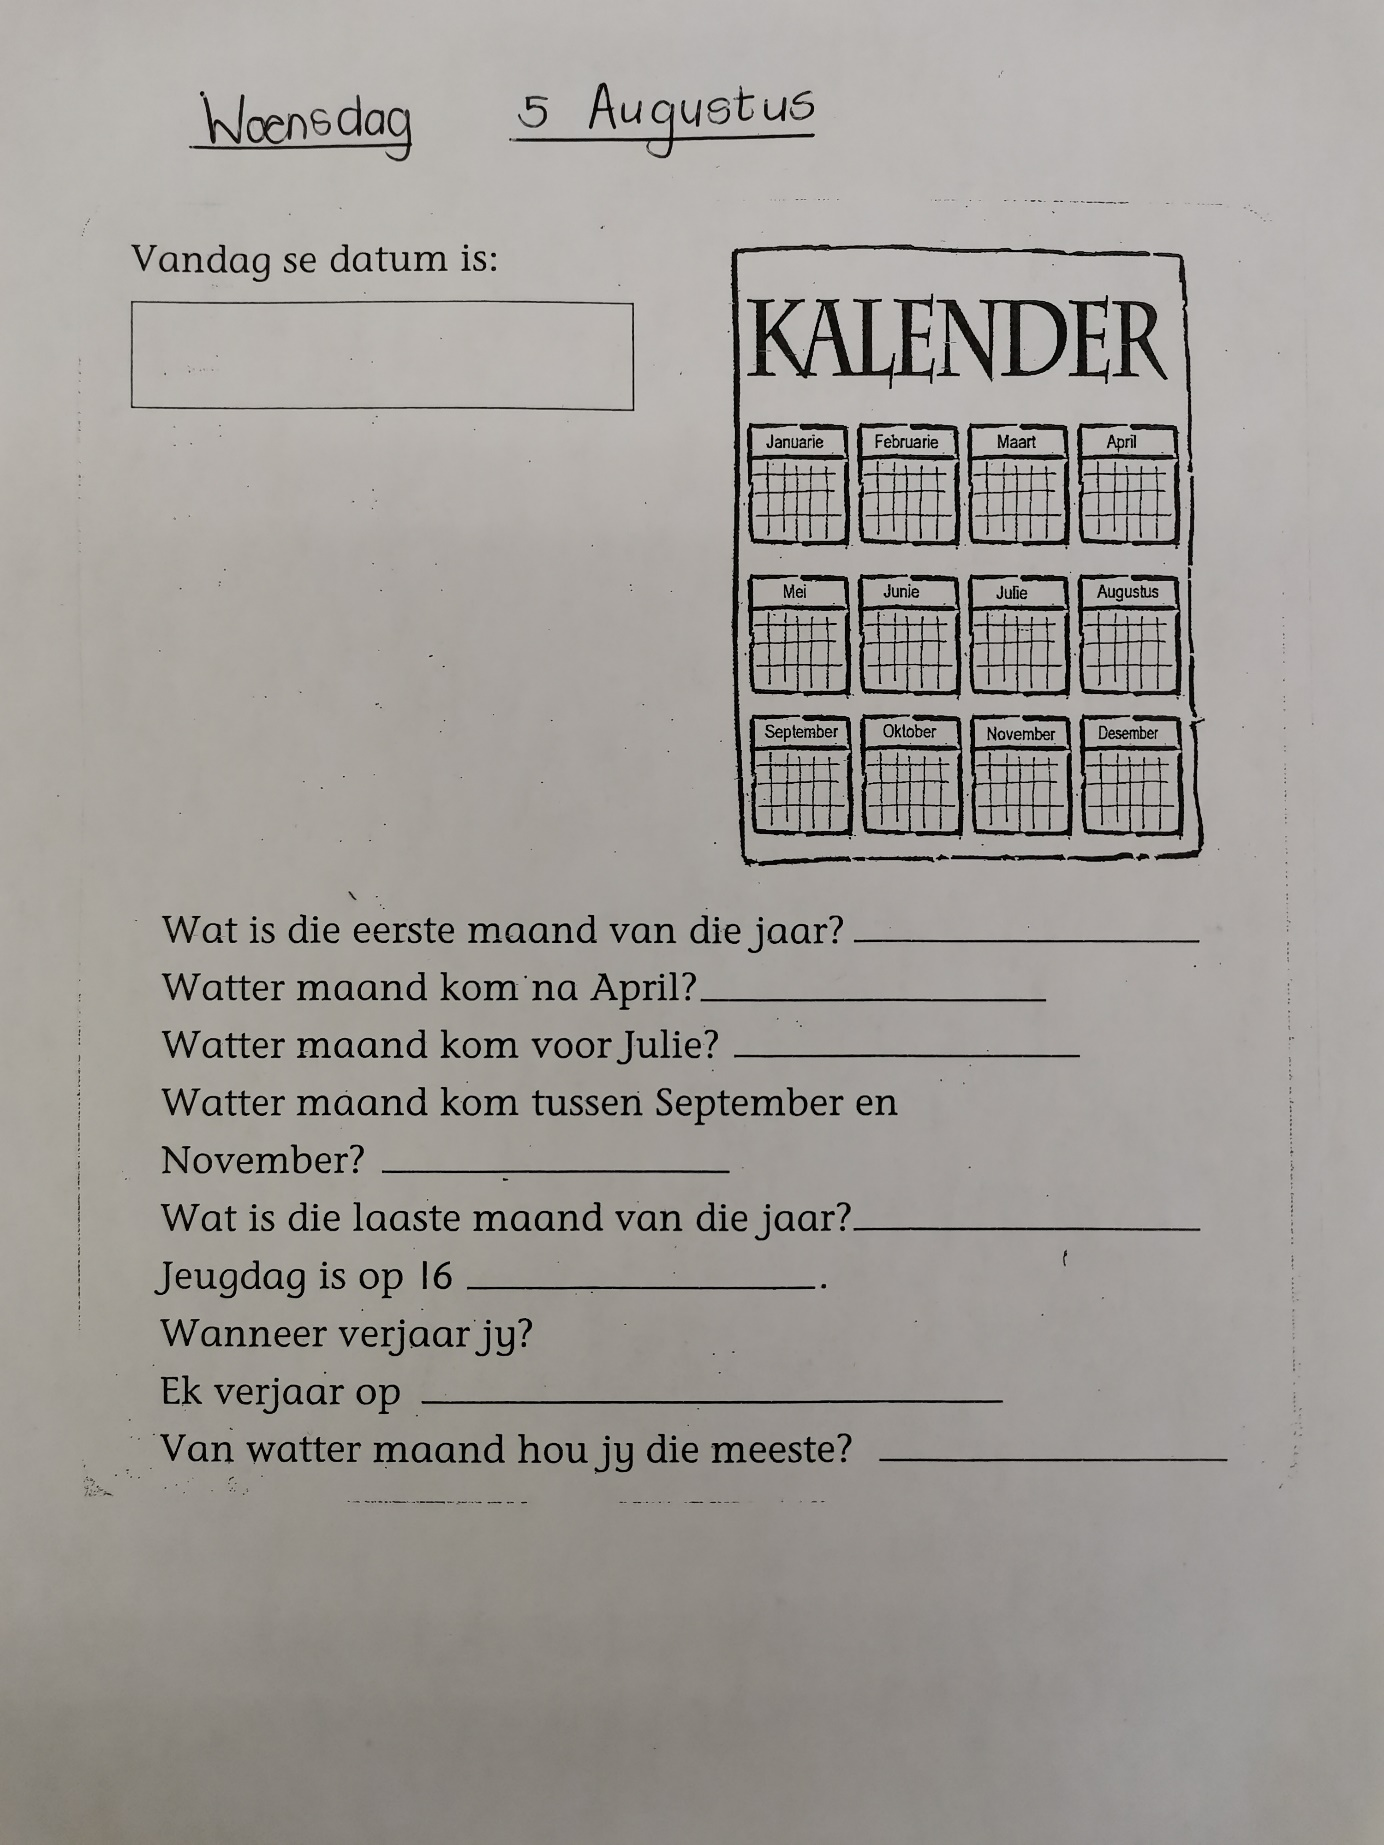 Woensdag 5 Augustus
Vandag se datum is:
KALENDER
Januarie Februarie Maart April
Mei Junie Julie Augustus
September Oktober November Desember
Wat is die eerste maand van die jaar?
Watter maand kom na April?
Watter maand kom voor Julie?
Watter maand kom tussen September en
November?
Wat is die laaste maand van die jaar?
Jeugdag is op 16 .
Wanneer verjaar jy?
Ek verjaar op
Van watter maand hou jy die meeste?